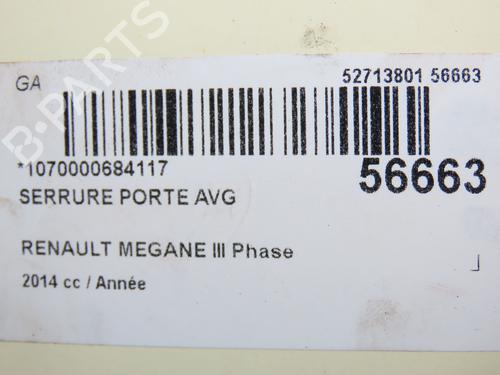 GA
52713801 56663
*1070000684117
56663
SERRURE PORTE AVG
RENAULT MEGANE III Phase
2014 cc / Année
B-PARTS